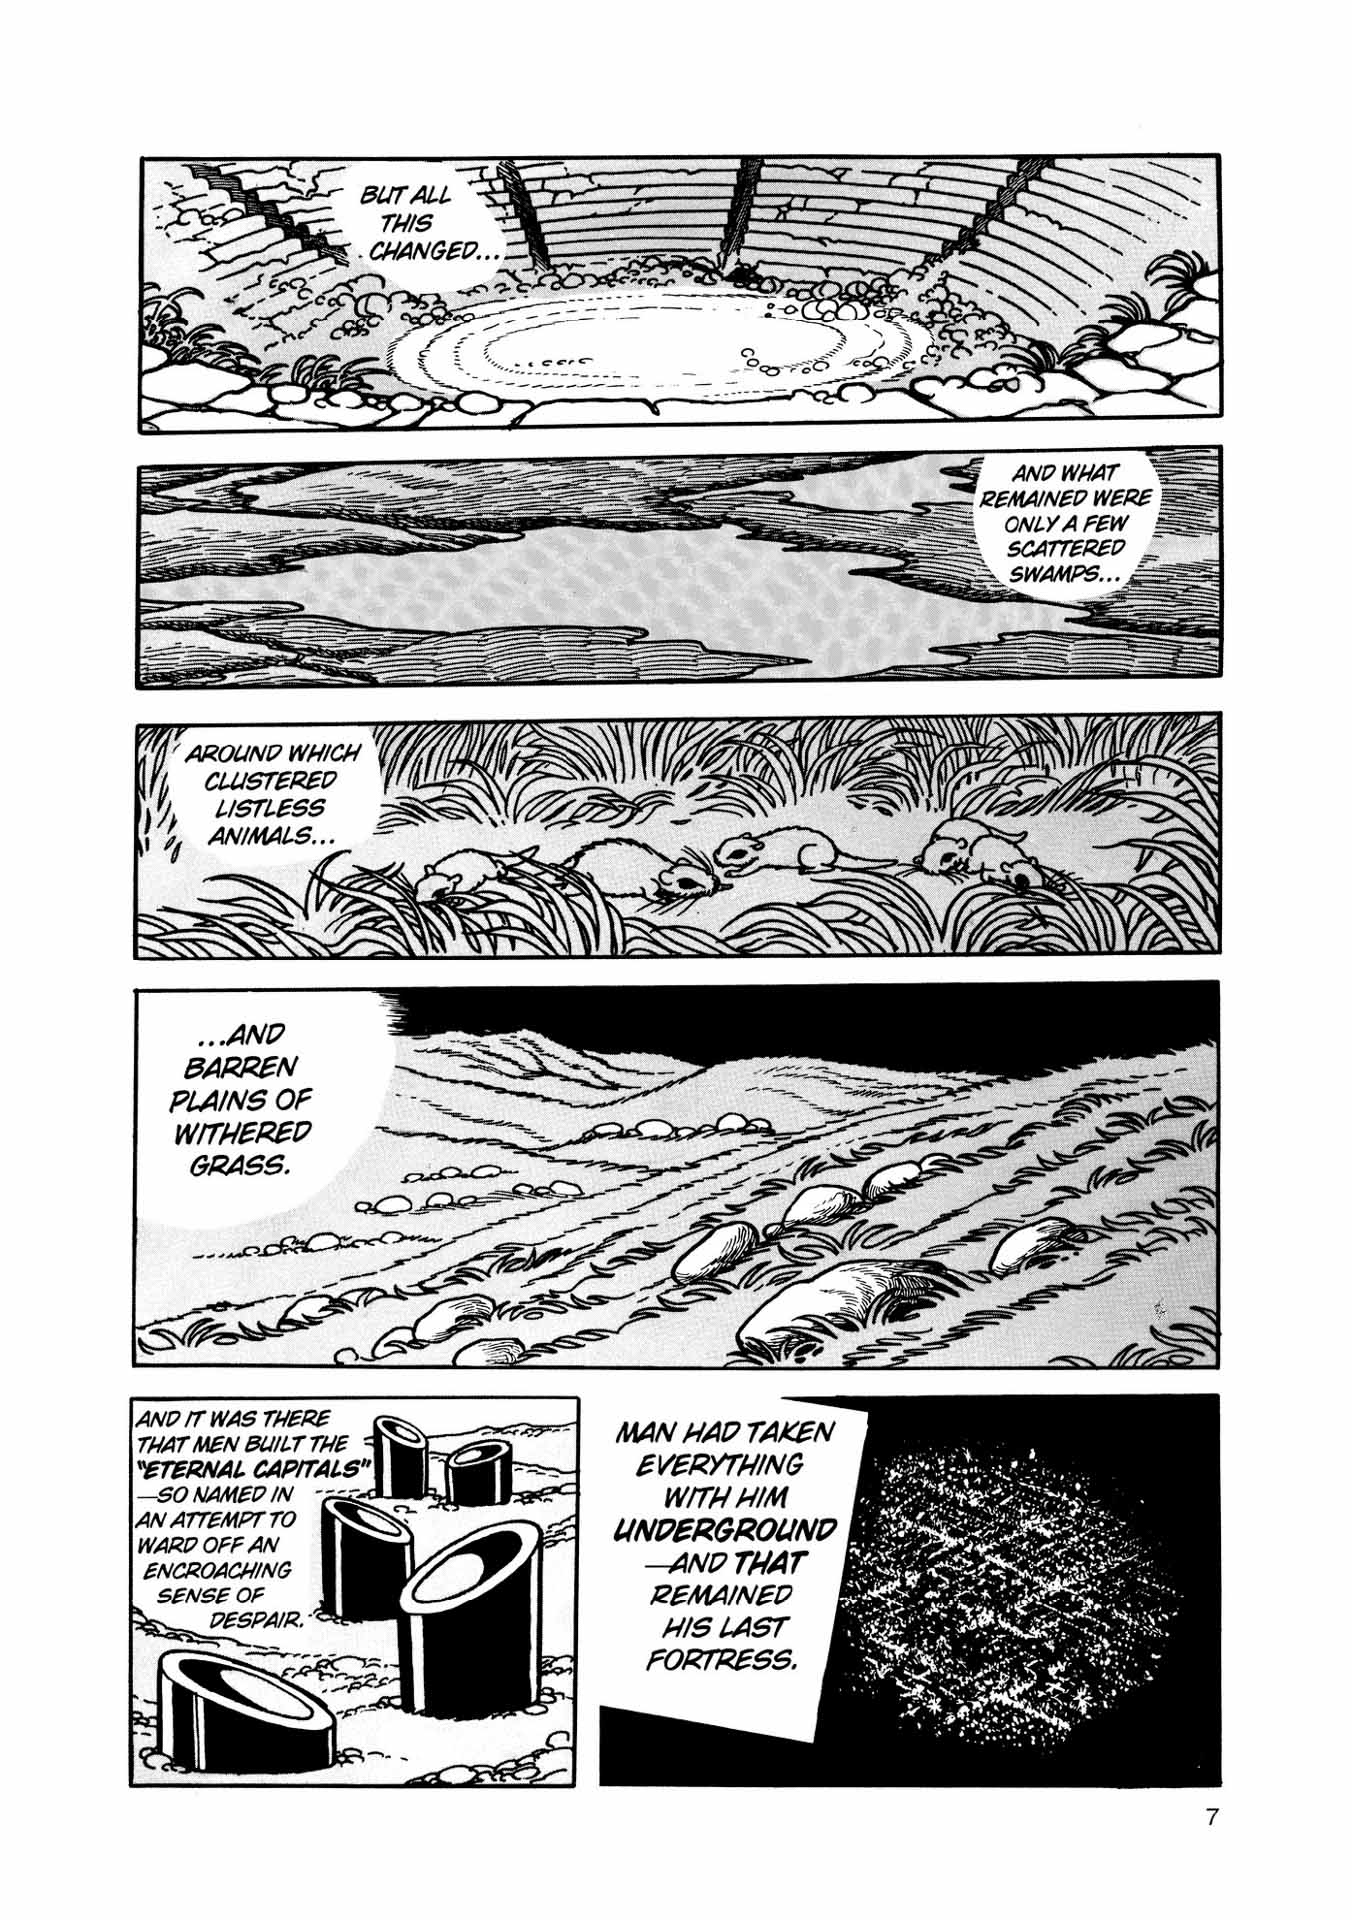 BUT ALL
THIS
CHANGED...
AND WHAT
REMAINED WERE
ONLY A FEW
SCATTERED
SWAMPS...
AROUND WHICH
CLUSTERED
LISTLESS
ANIMALS...
...AND
BARREN
PLAINS OF
WITHERED
GRASS.
AND IT WAS THERE
THAT MEN BUILT THE
"ETERNAL CAPITALS"
—SO NAMED IN
AN ATTEMPT TO
WARD OFF AN
ENCROACHING
SENSE OF
DESPAIR.
MAN HAD TAKEN
EVERYTHING
WITH HIM
UNDERGROUND
—AND THAT
REMAINED
HIS LAST
FORTRESS.
7